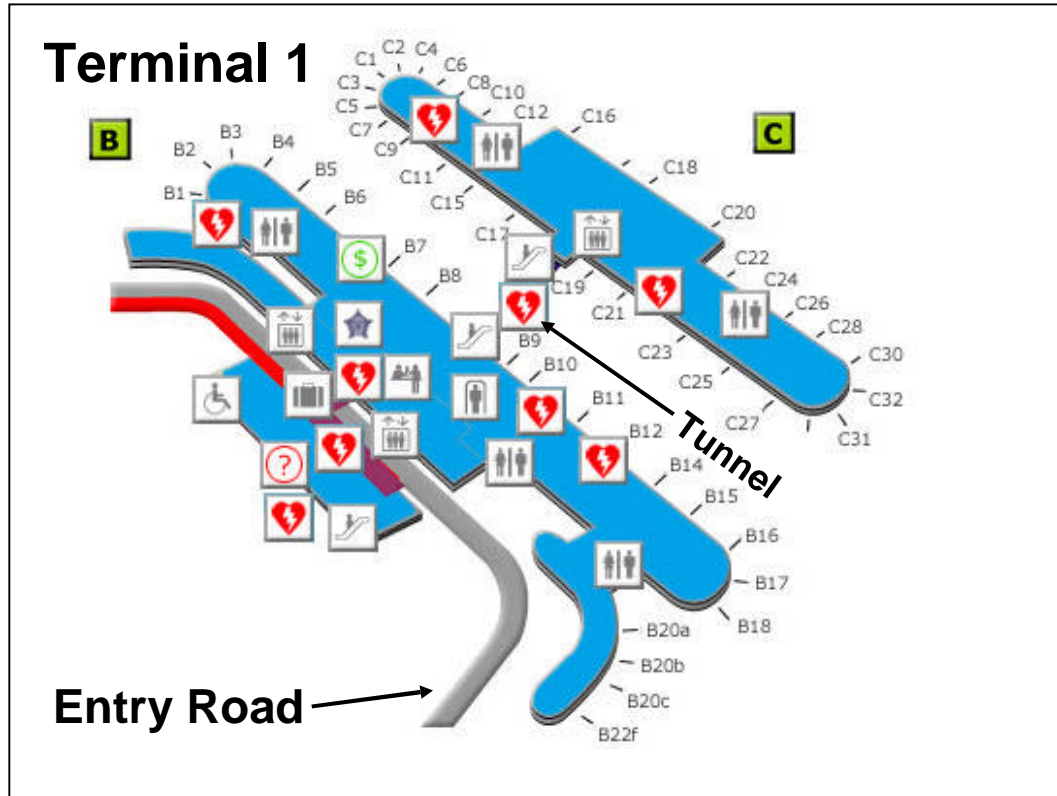 Terminal 1
B
C
C1
C2
C4
C6
C8
C10
C12
C16
C18
C20
C22
C24
C26
C28
C30
C32
C31
C27
C25
C23
C21
C19
C17
C15
C11
C9
C7
C5
C3
B1
B2
B3
B4
B5
B6
B7
B8
B9
B10
B11
B12
B14
B15
B16
B17
B18
B20a
B20b
B20c
B22f
$
?
Tunnel
Entry Road